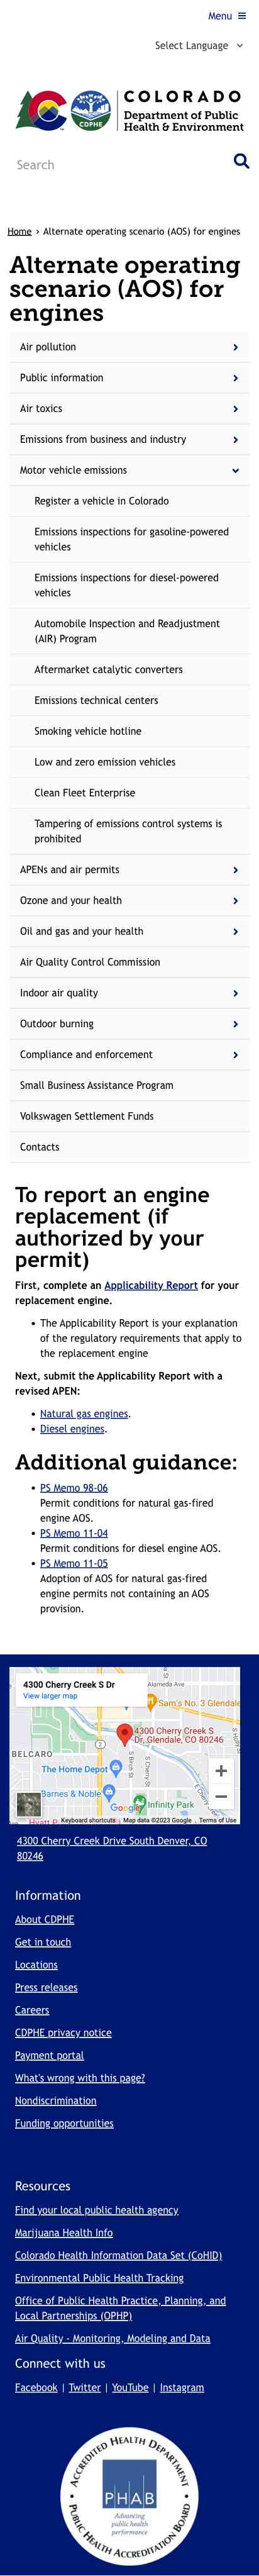 Menu ≡
Select Language
CDPHE
COLORADO
Department of Public
Health & Environment
Search
Home › Alternate operating scenario (AOS) for engines
Alternate operating
scenario (AOS) for
engines
Air pollution
Public information
Air toxics
Emissions from business and industry
Motor vehicle emissions
Register a vehicle in Colorado
Emissions inspections for gasoline-powered
vehicles
Emissions inspections for diesel-powered
vehicles
Automobile Inspection and Readjustment
(AIR) Program
Aftermarket catalytic converters
Emissions technical centers
Smoking vehicle hotline
Low and zero emission vehicles
Clean Fleet Enterprise
Tampering of emissions control systems is
prohibited
APENs and air permits
Ozone and your health
Oil and gas and your health
Air Quality Control Commission
Indoor air quality
Outdoor burning
Compliance and enforcement
Small Business Assistance Program
Volkswagen Settlement Funds
Contacts
To report an engine
replacement (if
authorized by your
permit)
First, complete an Applicability Report for your
replacement engine.
• The Applicability Report is your explanation
of the regulatory requirements that apply to
the replacement engine
Next, submit the Applicability Report with a
revised APEN:
• Natural gas engines.
• Diesel engines.
Additional guidance:
• PS Memo 98-06
Permit conditions for natural gas-fired
engine AOS.
• PS Memo 11-04
Permit conditions for diesel engine AOS.
• PS Memo 11-05
Adoption of AOS for natural gas-fired
engine permits not containing an AOS
provision.
4300 Cherry Creek S Dr
View larger map
Alameda Ave
Sam's No. 3 Glendale
4300 Cherry Creek S
Dr, Glendale, CO 80246
BELCARO
The Home Depot
Barnes & Noble
Infinity Park
Google
Keyboard shortcuts
Map data ©2023 Google
Terms of Use
4300 Cherry Creek Drive South Denver, CO
80246
Information
About CDPHE
Get in touch
Locations
Press releases
Careers
CDPHE privacy notice
Payment portal
What's wrong with this page?
Nondiscrimination
Funding opportunities
Resources
Find your local public health agency
Marijuana Health Info
Colorado Health Information Data Set (CoHID)
Environmental Public Health Tracking
Office of Public Health Practice, Planning, and
Local Partnerships (OPHP)
Air Quality - Monitoring, Modeling and Data
Connect with us
Facebook | Twitter | YouTube | Instagram
ACCREDITED HEALTH DEPARTMENT
PHAB
Advancing
public health
performance
PUBLIC HEALTH ACCREDITATION BOARD